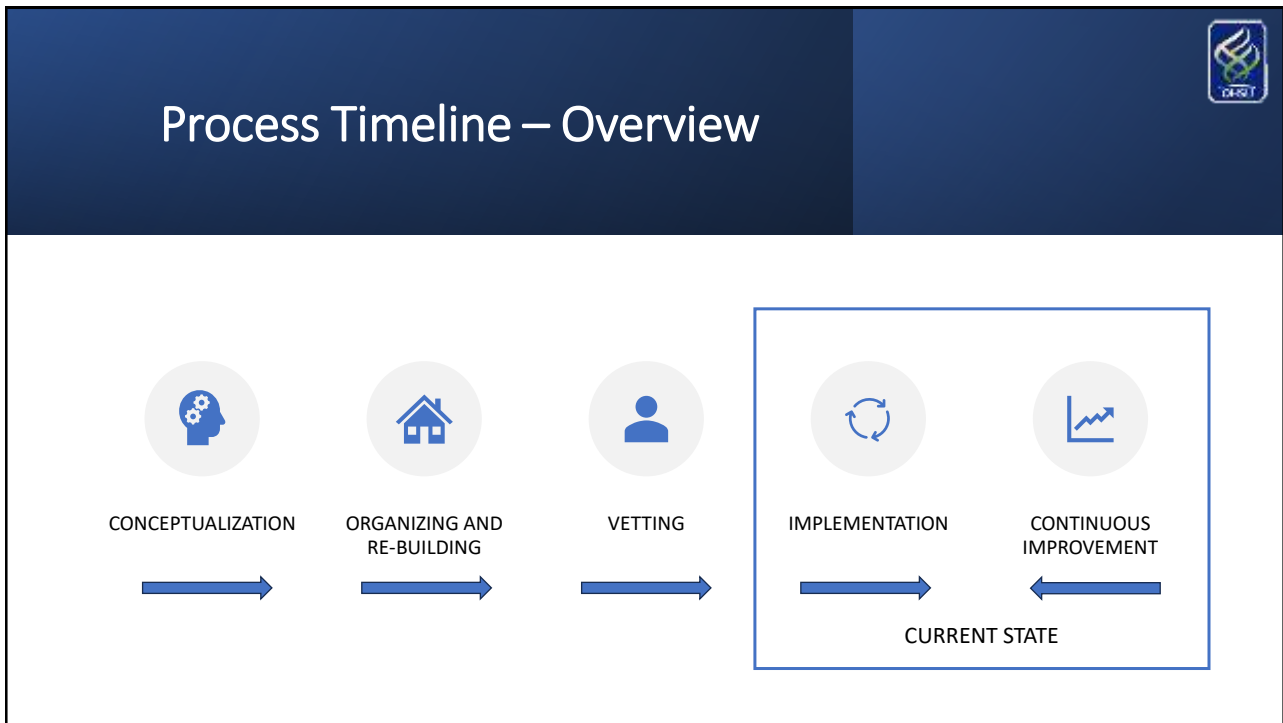 Process Timeline – Overview
CONCEPTUALIZATION
ORGANIZING AND
RE-BUILDING
VETTING
IMPLEMENTATION
CONTINUOUS
IMPROVEMENT
CURRENT STATE